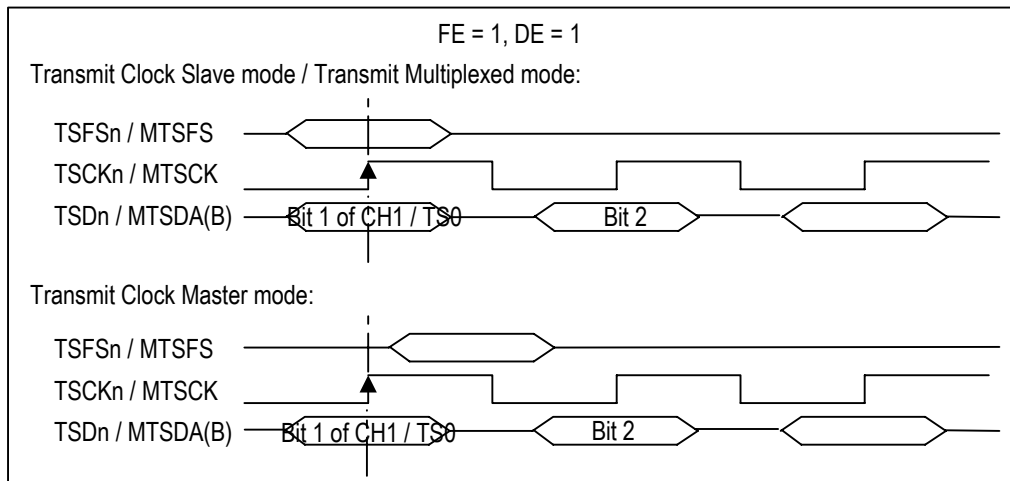 FE = 1, DE = 1
Transmit Clock Slave mode / Transmit Multiplexed mode:
TSFSn / MTSFS
TSCKn / MTSCK
TSDn / MTSDA(B)
Bit 1 of CH1 / TS0
Bit 2
Transmit Clock Master mode:
TSFSn / MTSFS
TSCKn / MTSCK
TSDn / MTSDA(B)
Bit 1 of CH1 / TS0
Bit 2